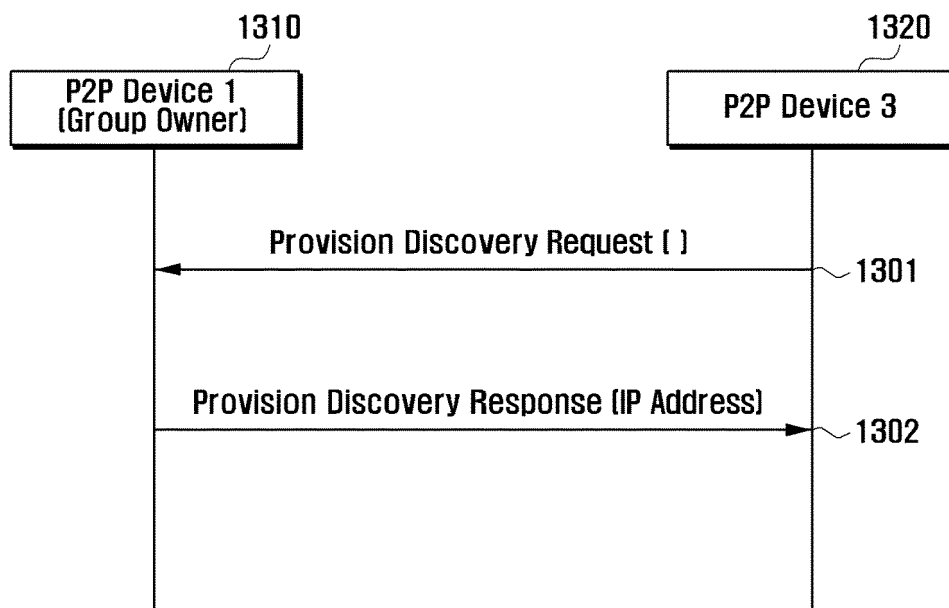 1310
1320
P2P Device 1
(Group Owner)
P2P Device 3
Provision Discovery Request ( )
1301
Provision Discovery Response (IP Address)
1302